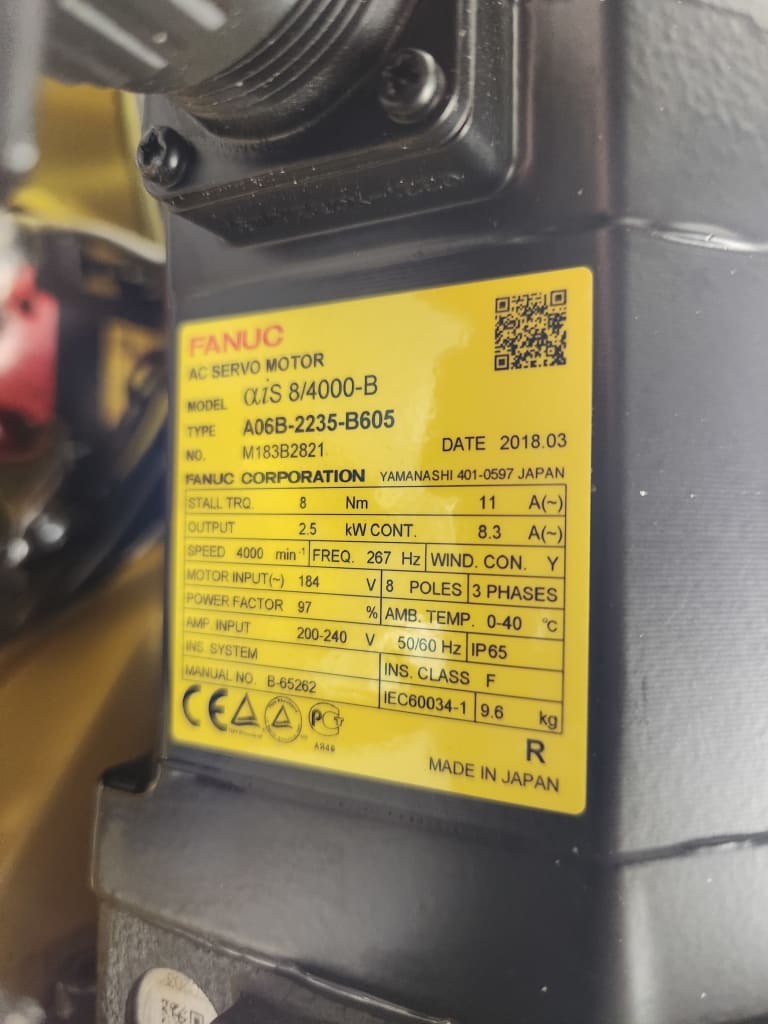 FANUC
AC SERVO MOTOR
MODEL αiS 8/4000-B
TYPE A06B-2235-B605
NO. M183B2821 DATE 2018.03
FANUC CORPORATION YAMANASHI 401-0597 JAPAN
STALL TRQ. 8 Nm 11 A(~)
OUTPUT 2.5 kW CONT. 8.3 A(~)
SPEED 4000 min⁻¹ FREQ. 267 Hz WIND. CON. Y
MOTOR INPUT(~) 184 V 8 POLES 3 PHASES
POWER FACTOR 97 % AMB. TEMP. 0-40 °C
AMP INPUT 200-240 V 50/60 Hz IP65
INS. SYSTEM INS. CLASS F
MANUAL NO. B-65262 IEC60034-1 9.6 kg
CE
R
MADE IN JAPAN